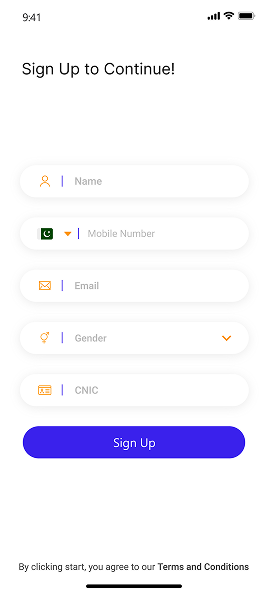 9:41
Sign Up to Continue!
Name
Mobile Number
Email
Gender
CNIC
Sign Up
By clicking start, you agree to our Terms and Conditions